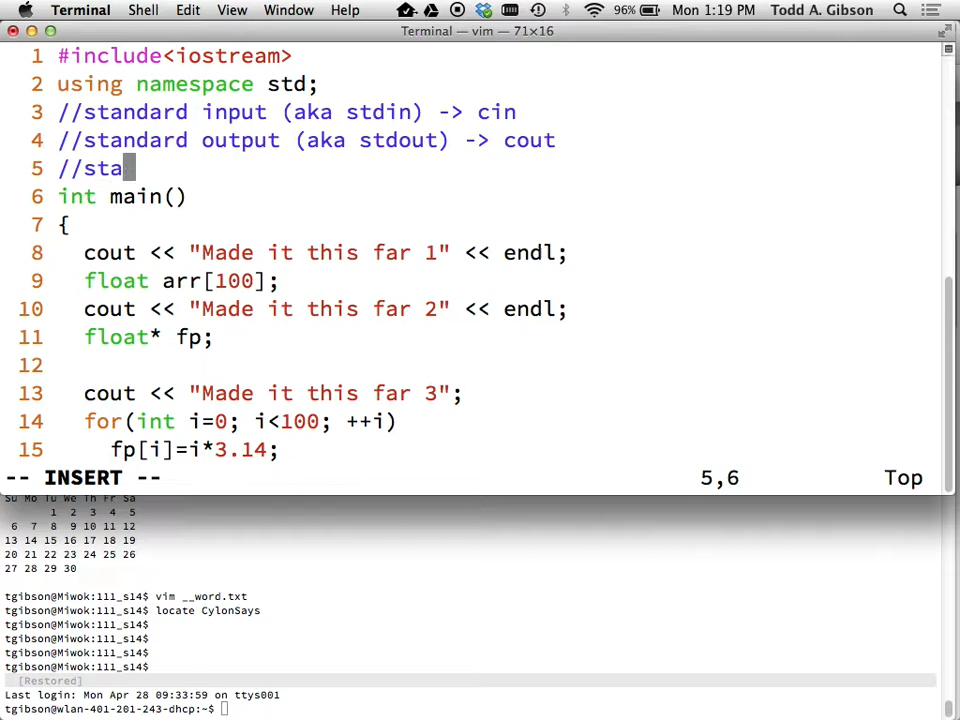 Terminal Shell Edit View Window Help 96% Mon 1:19 PM Todd A. Gibson
Terminal — vim — 71×16
1 #include<iostream>
2 using namespace std;
3 //standard input (aka stdin) -> cin
4 //standard output (aka stdout) -> cout
5 //sta
6 int main()
7 {
8 cout << "Made it this far 1" << endl;
9 float arr[100];
10 cout << "Made it this far 2" << endl;
11 float* fp;
12
13 cout << "Made it this far 3";
14 for(int i=0; i<100; ++i)
15 fp[i]=i*3.14;
-- INSERT -- 5,6 Top
Su Mo Tu We Th Fr Sa
1 2 3 4 5
6 7 8 9 10 11 12
13 14 15 16 17 18 19
20 21 22 23 24 25 26
27 28 29 30
tgibson@Miwok:111_s14$ vim __word.txt
tgibson@Miwok:111_s14$ locate CylonSays
tgibson@Miwok:111_s14$
tgibson@Miwok:111_s14$
tgibson@Miwok:111_s14$
tgibson@Miwok:111_s14$
[Restored]
Last login: Mon Apr 28 09:33:59 on ttys001
tgibson@wlan-401-201-243-dhcp:~$